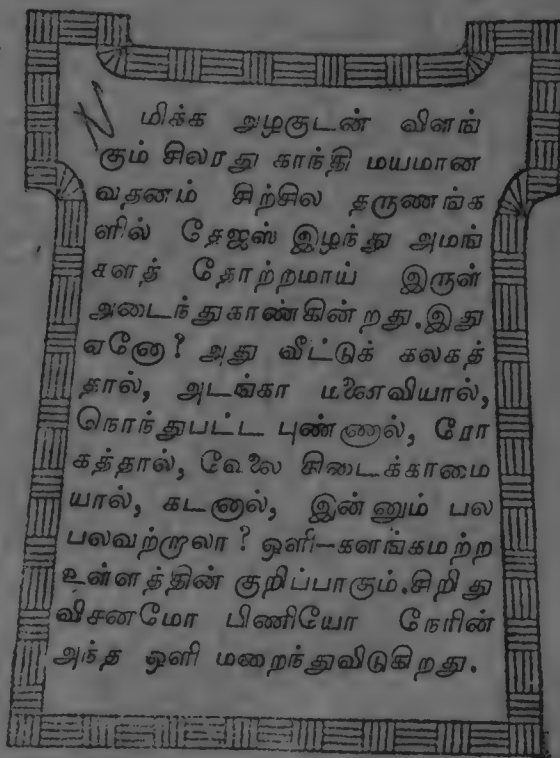 மிக்க அழகுடன் விளங்
கும் சிலரது காந்தி மயமான
வதனம் சிற்சில தருணங்க
ளில் தேஜஸ் இழந்து அமங்
களத் தோற்றமாய் இருள்
அடைந்துகாண்கின்றது.இது
ஏனோ? அது வீட்டுக் கலகத்
தால், அடங்கா மனைவியால்,
நொந்துபட்ட புண்ணால், ரோ
கத்தால், வேலை கிடைக்காமை
யால், கடனால், இன்னும் பல
பலவற்றாலா? ஒளி—களங்கமற்ற
உள்ளத்தின் குறிப்பாகும்.சிறிது
விசனமோ பிணியோ நேரின்
அந்த ஒளி மறைந்துவிடுகிறது.